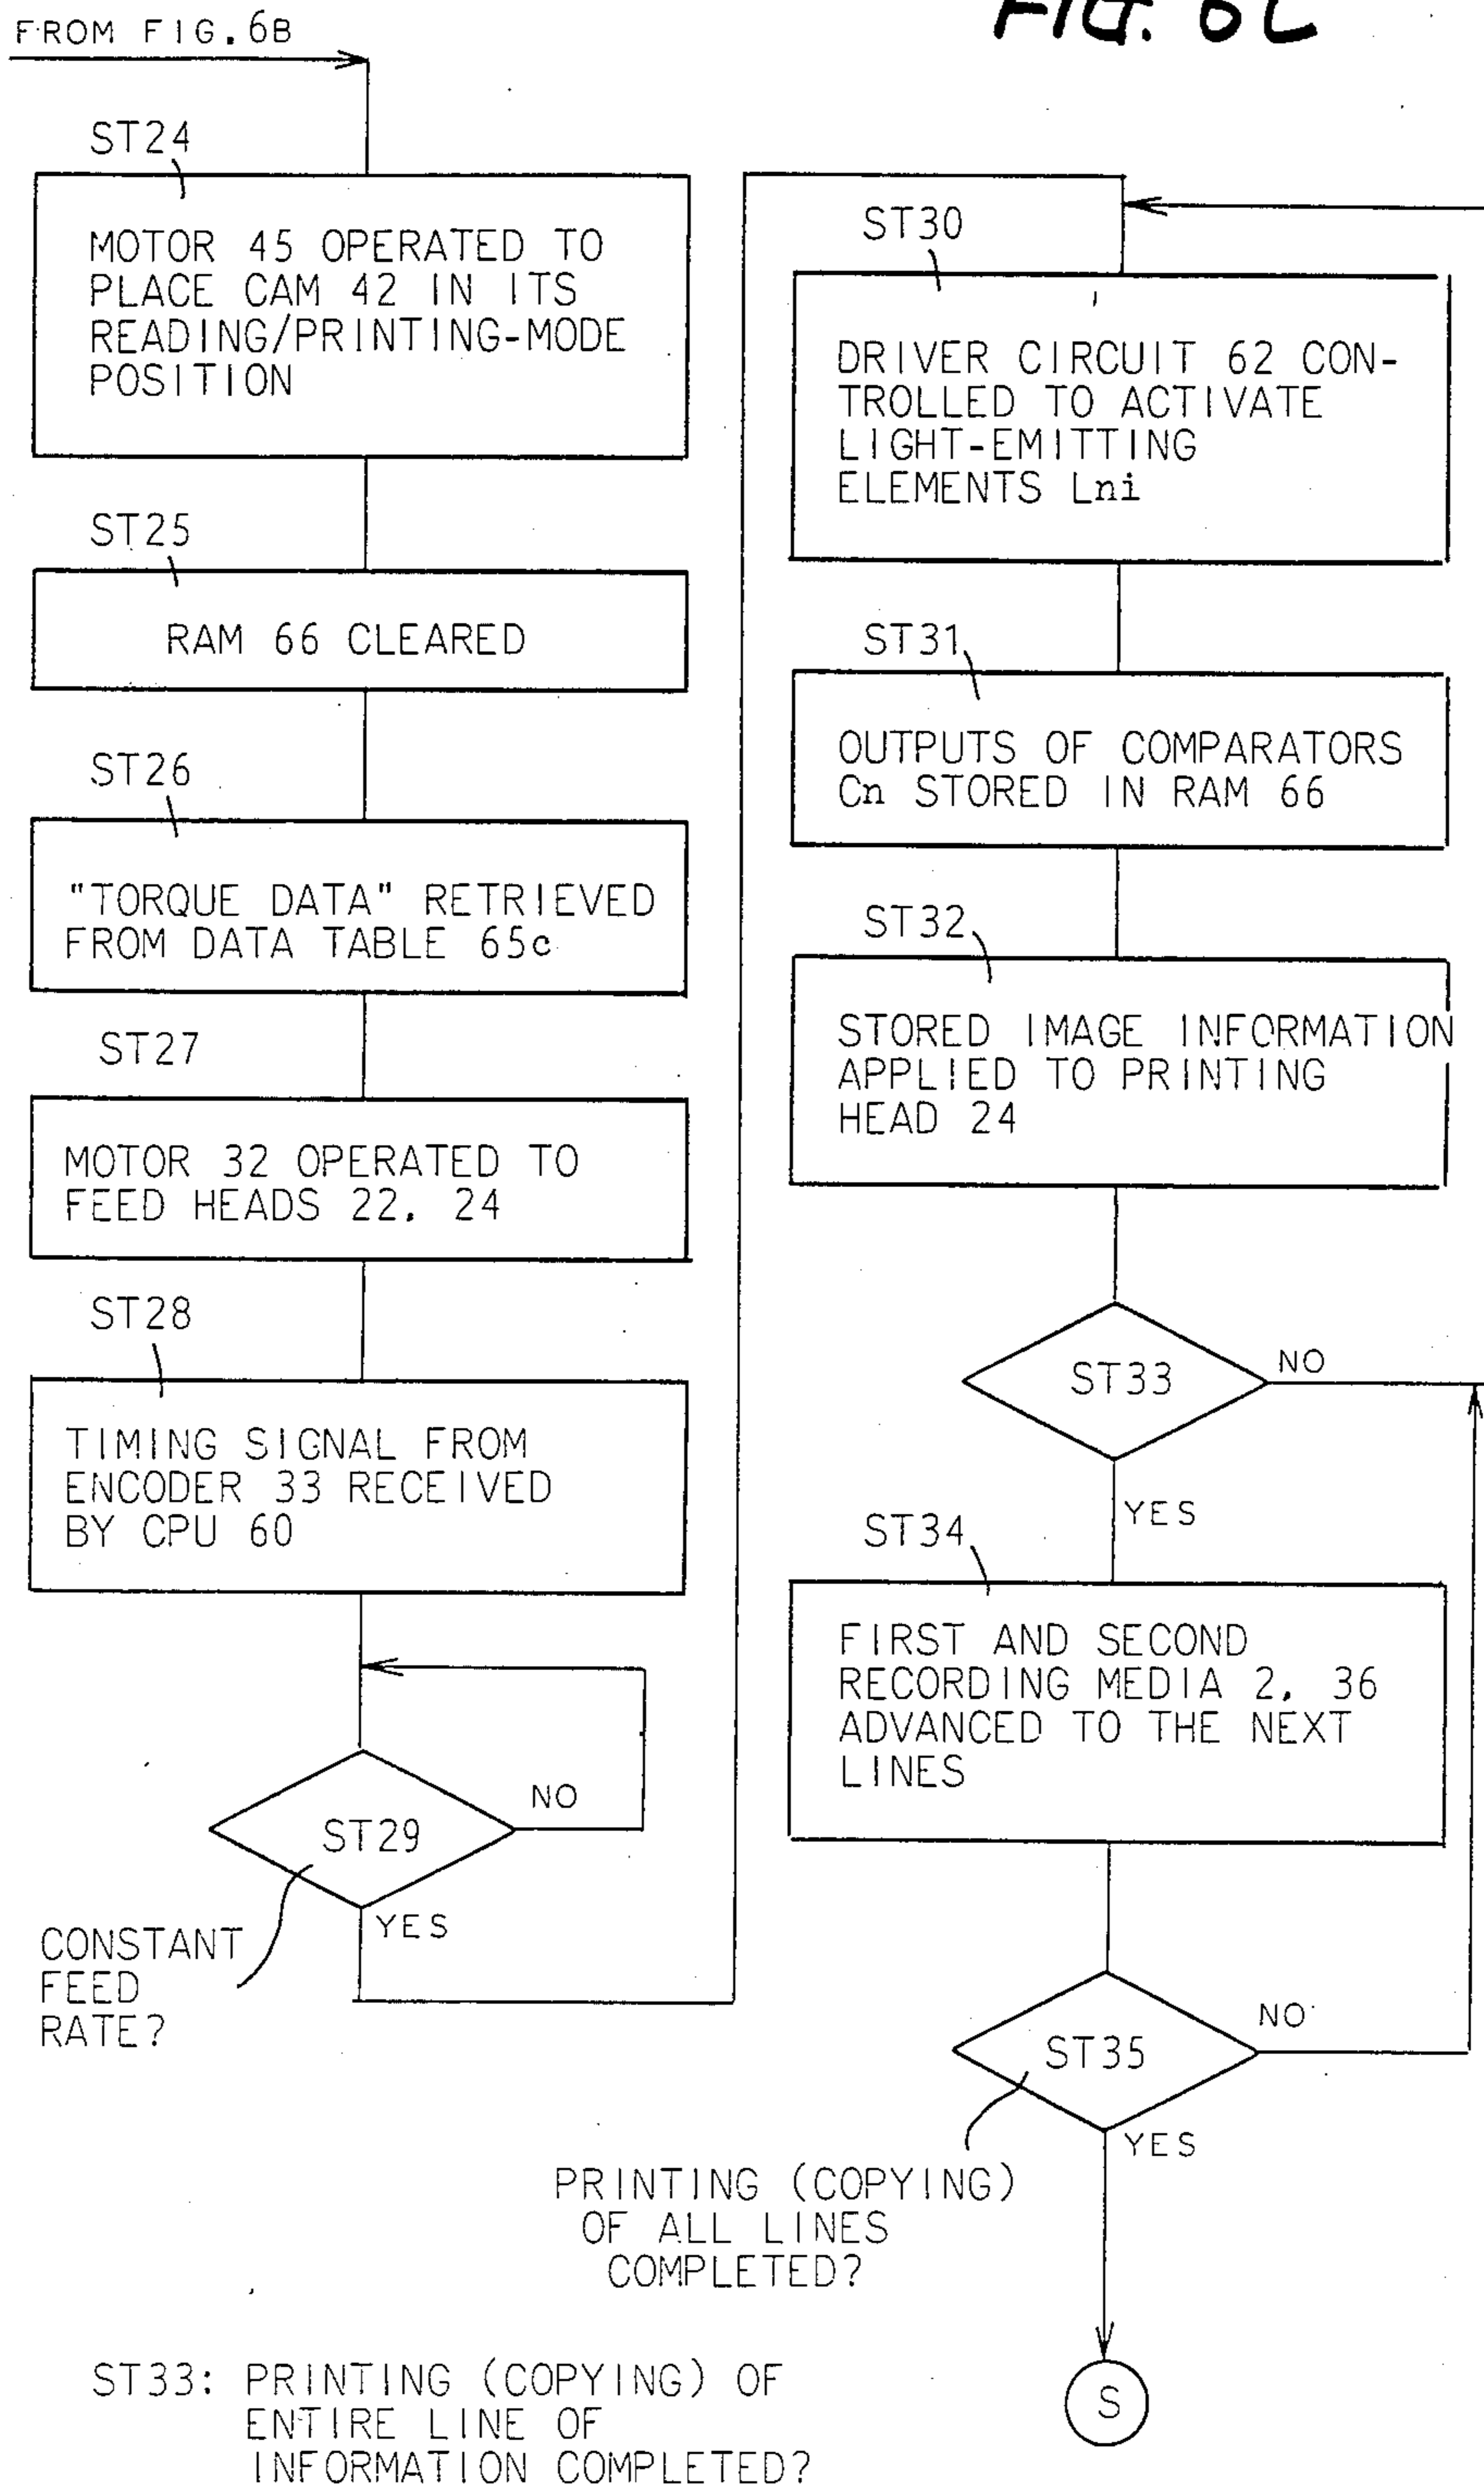 FIG. 6C
FROM FIG.6B
ST24
MOTOR 45 OPERATED TO
PLACE CAM 42 IN ITS
READING/PRINTING-MODE
POSITION
ST25
RAM 66 CLEARED
ST26
"TORQUE DATA" RETRIEVED
FROM DATA TABLE 65c
ST27
MOTOR 32 OPERATED TO
FEED HEADS 22, 24
ST28
TIMING SIGNAL FROM
ENCODER 33 RECEIVED
BY CPU 60
ST29
NO
YES
CONSTANT
FEED
RATE?
ST30
DRIVER CIRCUIT 62 CON-
TROLLED TO ACTIVATE
LIGHT-EMITTING
ELEMENTS Lni
ST31
OUTPUTS OF COMPARATORS
Cn STORED IN RAM 66
ST32
STORED IMAGE INFORMATION
APPLIED TO PRINTING
HEAD 24
ST33
NO
YES
ST34
FIRST AND SECOND
RECORDING MEDIA 2, 36
ADVANCED TO THE NEXT
LINES
ST35
NO
YES
PRINTING (COPYING)
OF ALL LINES
COMPLETED?
S
ST33: PRINTING (COPYING) OF
ENTIRE LINE OF
INFORMATION COMPLETED?